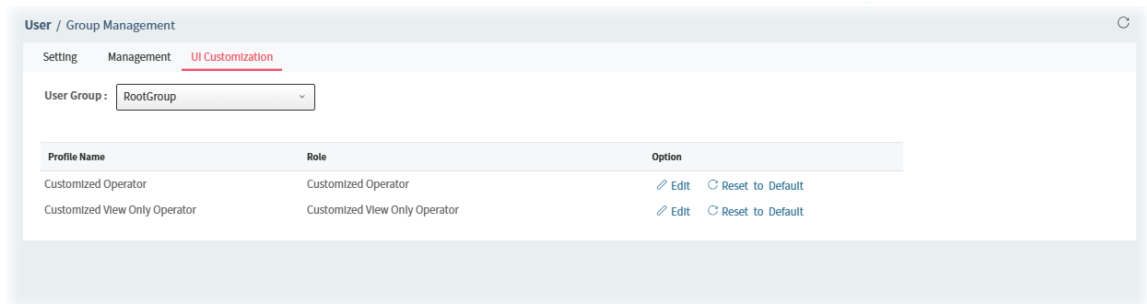 User / Group Management
Setting Management UI Customization
User Group : RootGroup
Profile Name Role Option
Customized Operator Customized Operator Edit Reset to Default
Customized View Only Operator Customized View Only Operator Edit Reset to Default